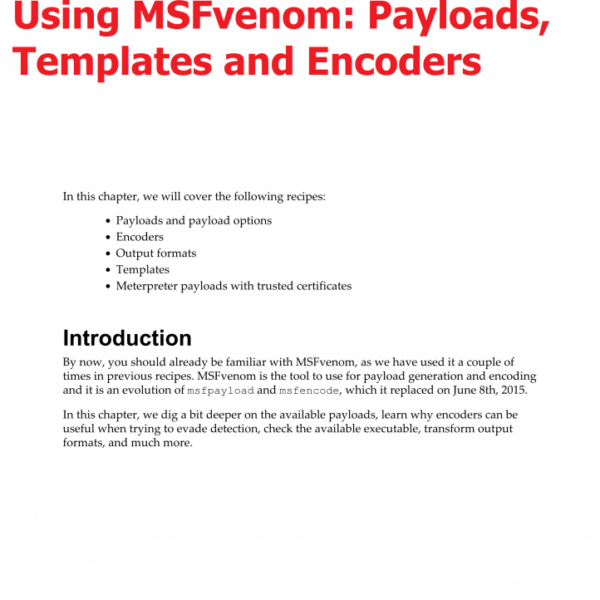 Using MSFvenom: Payloads,
Templates and Encoders
In this chapter, we will cover the following recipes:
• Payloads and payload options
• Encoders
• Output formats
• Templates
• Meterpreter payloads with trusted certificates
Introduction
By now, you should already be familiar with MSFvenom, as we have used it a couple of
times in previous recipes. MSFvenom is the tool to use for payload generation and encoding
and it is an evolution of msfpayload and msfencode, which it replaced on June 8th, 2015.
In this chapter, we dig a bit deeper on the available payloads, learn why encoders can be
useful when trying to evade detection, check the available executable, transform output
formats, and much more.